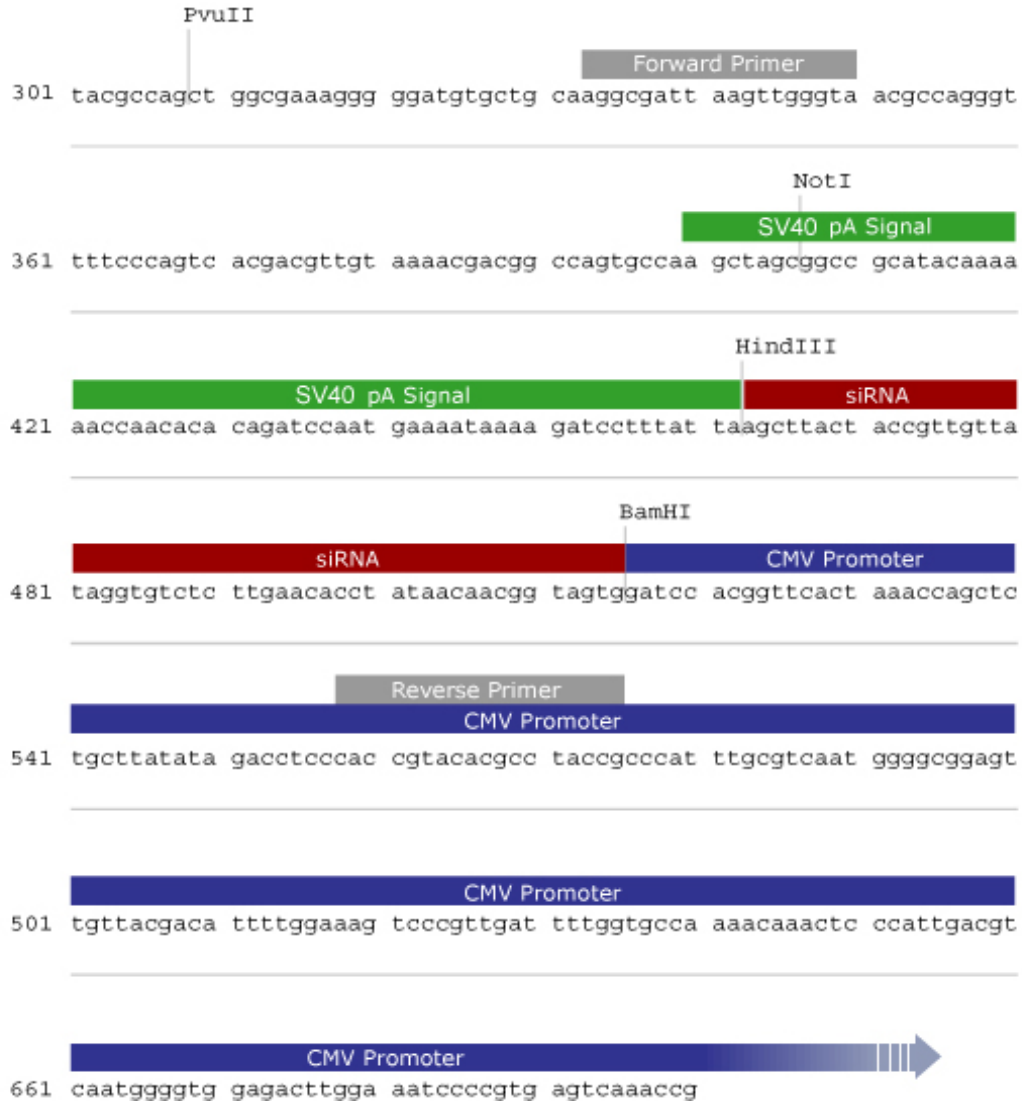 PvuII
Forward Primer
301 tacgccagct ggcgaaaggg ggatgtgctg caaggcgatt aagttgggta acgccagggt
NotI
SV40 pA Signal
361 tttcccagtc acgacgttgt aaaacgacgg ccagtgccaa gctagcggcc gcatacaaaa
HindIII
SV40 pA Signal siRNA
421 aaccaacaca cagatccaat gaaaataaaa gatcctttat taagcttact accgttgtta
BamHI
siRNA CMV Promoter
481 taggtgtctc ttgaacacct ataacaacgg tagtggatcc acggttcact aaaccagctc
Reverse Primer
CMV Promoter
541 tgcttatata gacctcccac cgtacacgcc taccgcccat ttgcgtcaat ggggcggagt
CMV Promoter
501 tgttacgaca ttttggaaag tcccgttgat tttggtgcca aaacaaactc ccattgacgt
CMV Promoter
661 caatggggtg gagacttgga aatccccgtg agtcaaaccg